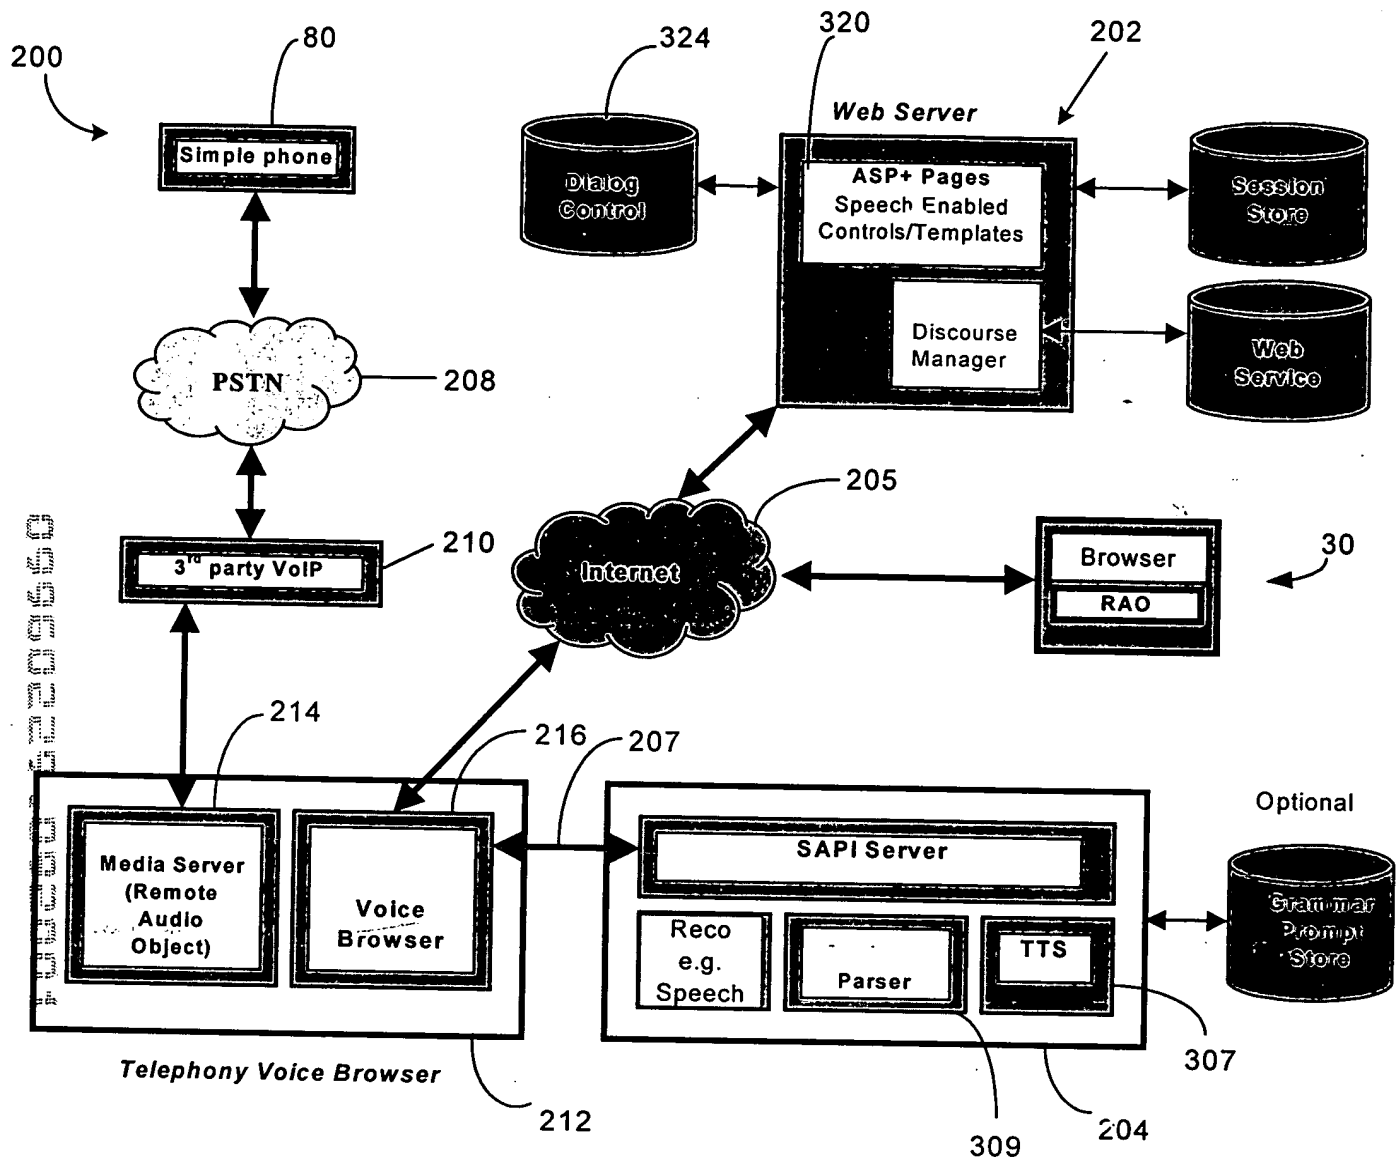 200
80
Simple phone
PSTN
208
3rd party VoIP
210
324
Dialog
Control
320
Web Server
202
ASP+ Pages
Speech Enabled
Controls/Templates
Discourse
Manager
Session
Store
Web
Service
205
Internet
Browser
RAO
30
214
216
207
Media Server
(Remote
Audio
Object)
Voice
Browser
Telephony Voice Browser
212
SAPI Server
Reco
e.g.
Speech
Parser
TTS
307
309
204
Optional
Grammar
Prompt
Store